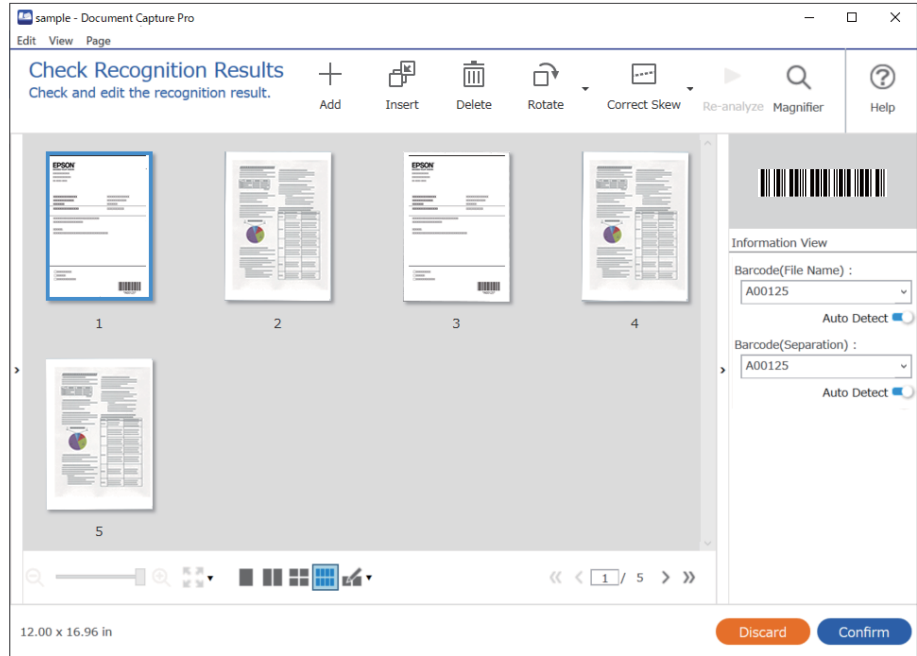 sample - Document Capture Pro
Edit View Page
Check Recognition Results
Check and edit the recognition result.
Add
Insert
Delete
Rotate
Correct Skew
Re-analyze
Magnifier
Help
EPSON
EPSON
1
2
3
4
5
Information View
Barcode(File Name) :
A00125
Auto Detect
Barcode(Separation) :
A00125
Auto Detect
1 / 5
12.00 x 16.96 in
Discard
Confirm